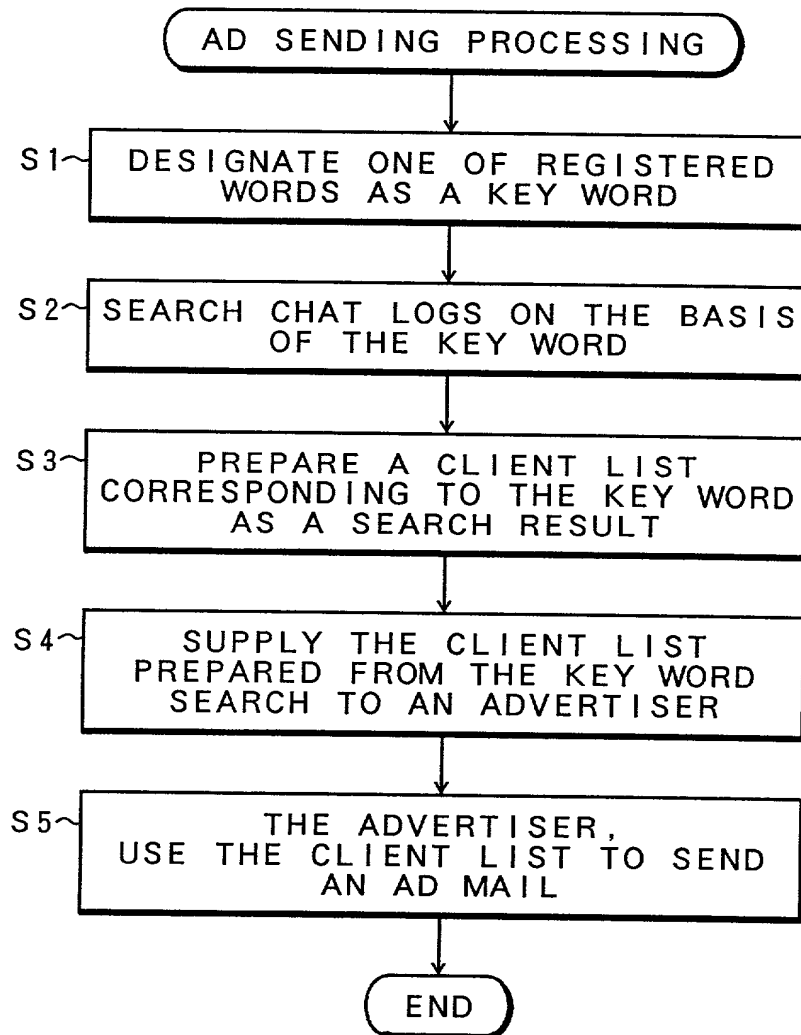 AD SENDING PROCESSING
S1
DESIGNATE ONE OF REGISTERED
WORDS AS A KEY WORD
S2
SEARCH CHAT LOGS ON THE BASIS
OF THE KEY WORD
S3
PREPARE A CLIENT LIST
CORRESPONDING TO THE KEY WORD
AS A SEARCH RESULT
S4
SUPPLY THE CLIENT LIST
PREPARED FROM THE KEY WORD
SEARCH TO AN ADVERTISER
S5
THE ADVERTISER,
USE THE CLIENT LIST TO SEND
AN AD MAIL
END